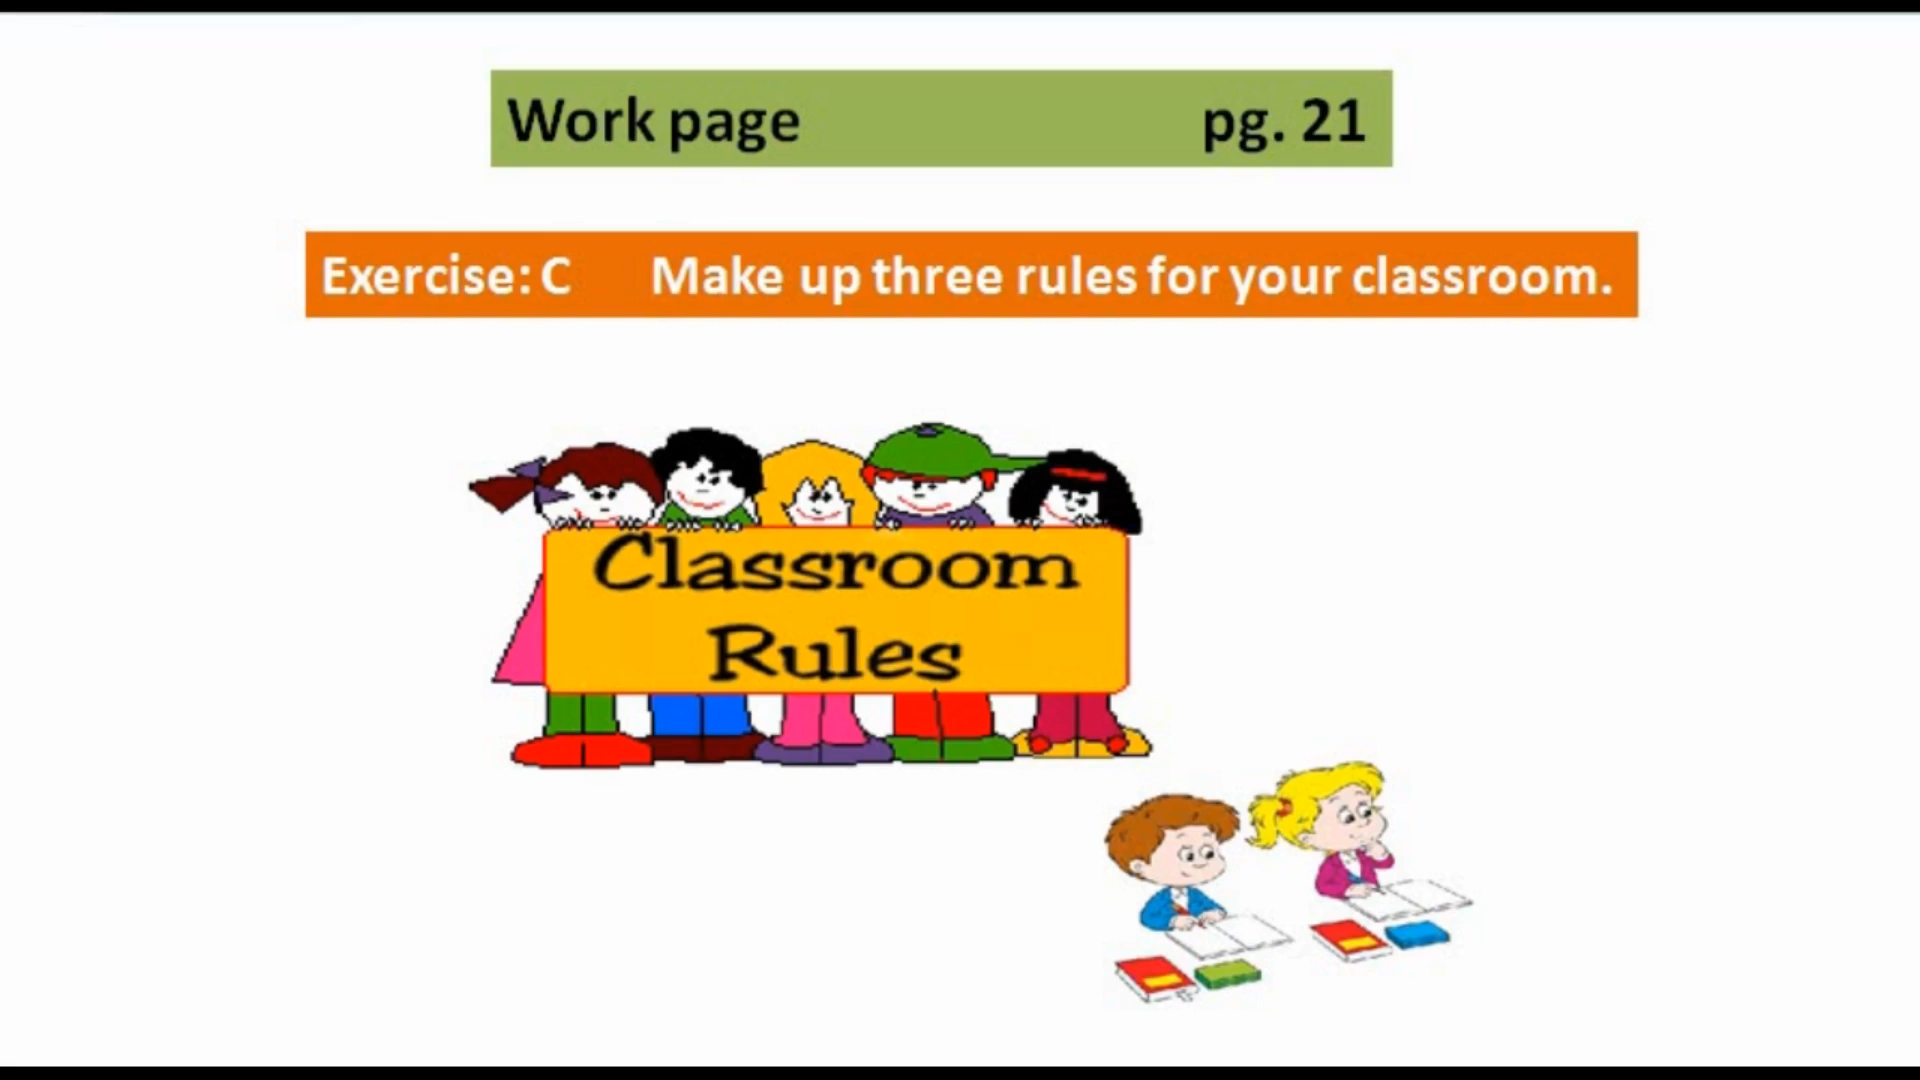 Work page pg. 21
Exercise: C Make up three rules for your classroom.
Classroom
Rules